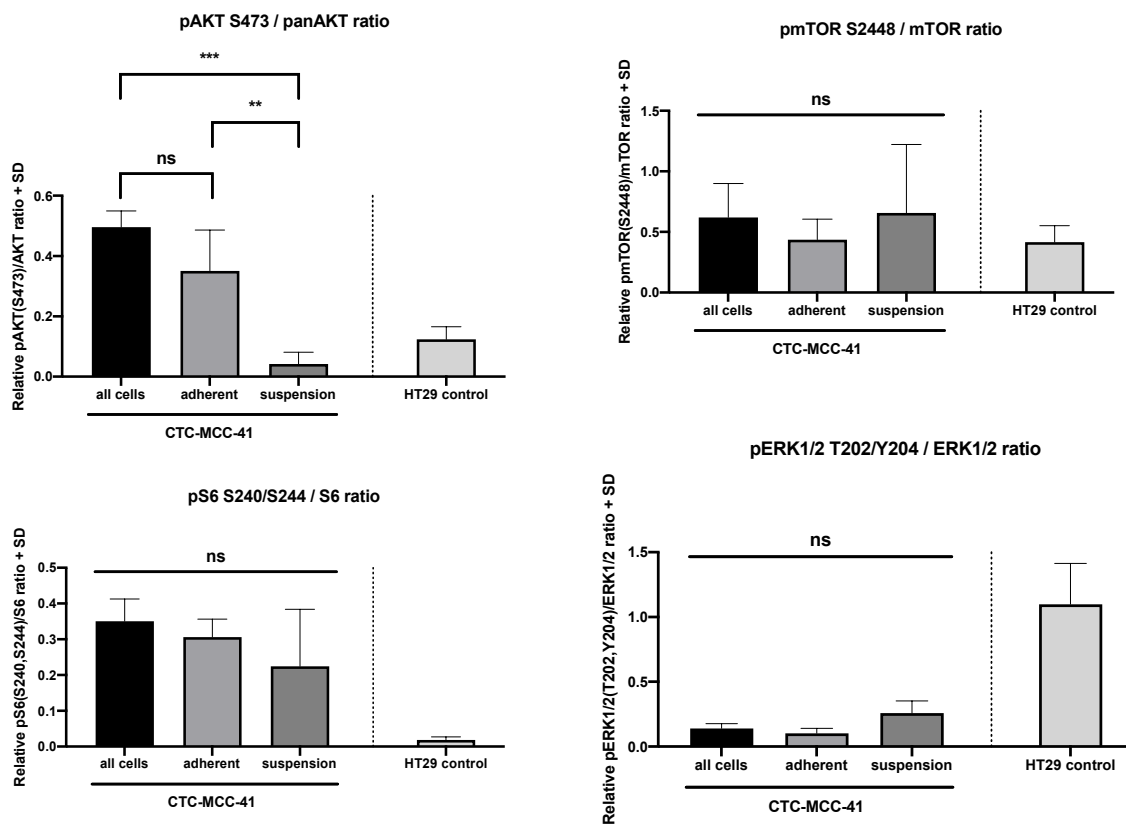 pAKT S473 / panAKT ratio
***
**
ns
Relative pAKT(S473)/AKT ratio + SD
0.6
0.4
0.2
0.0
all cells adherent suspension HT29 control
CTC-MCC-41
pmTOR S2448 / mTOR ratio
ns
Relative pmTOR(S2448)/mTOR ratio + SD
1.5
1.0
0.5
0.0
all cells adherent suspension HT29 control
CTC-MCC-41
pS6 S240/S244 / S6 ratio
ns
Relative pS6(S240,S244)/S6 ratio + SD
0.5
0.4
0.3
0.2
0.1
0.0
all cells adherent suspension HT29 control
CTC-MCC-41
pERK1/2 T202/Y204 / ERK1/2 ratio
ns
Relative pERK1/2(T202,Y204)/ERK1/2 ratio + SD
1.5
1.0
0.5
0.0
all cells adherent suspension HT29 control
CTC-MCC-41